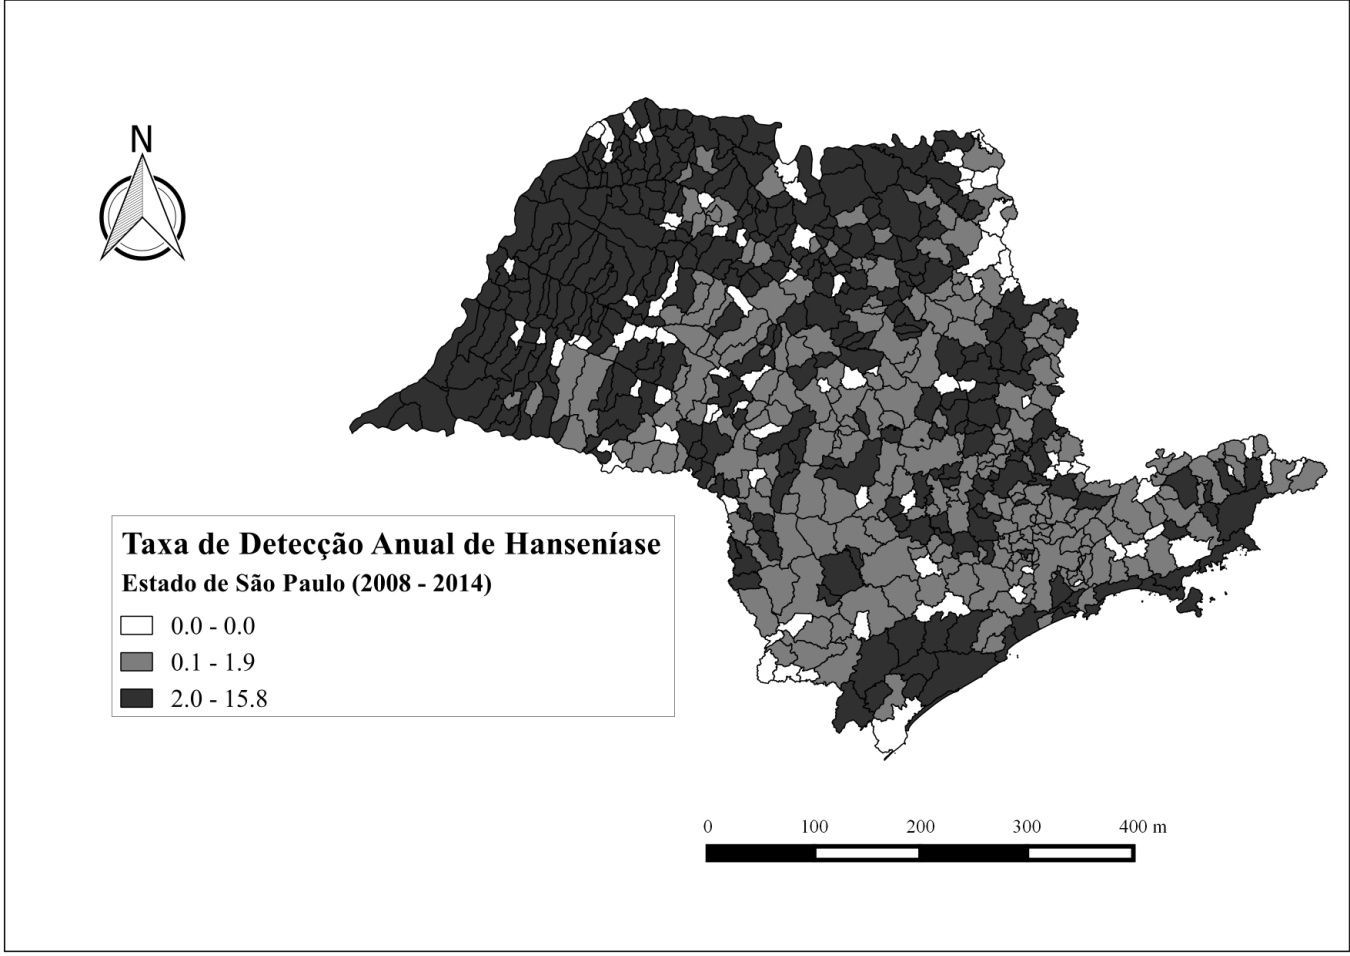 N
Taxa de Detecção Anual de Hanseníase
Estado de São Paulo (2008 - 2014)
0.0 - 0.0
0.1 - 1.9
2.0 - 15.8
0 100 200 300 400 m